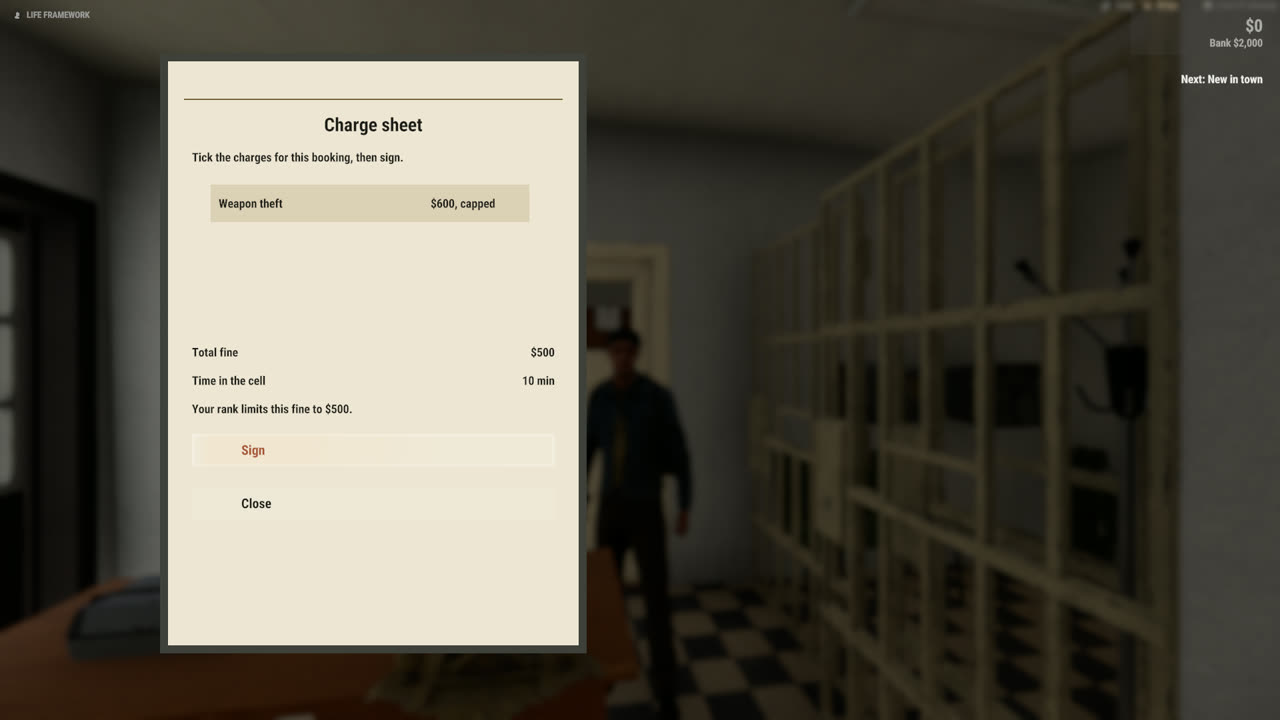 LIFE FRAMEWORK
$0
Bank $2,000
Next: New in town
Charge sheet
Tick the charges for this booking, then sign.
Weapon theft $600, capped
Total fine $500
Time in the cell 10 min
Your rank limits this fine to $500.
Sign
Close